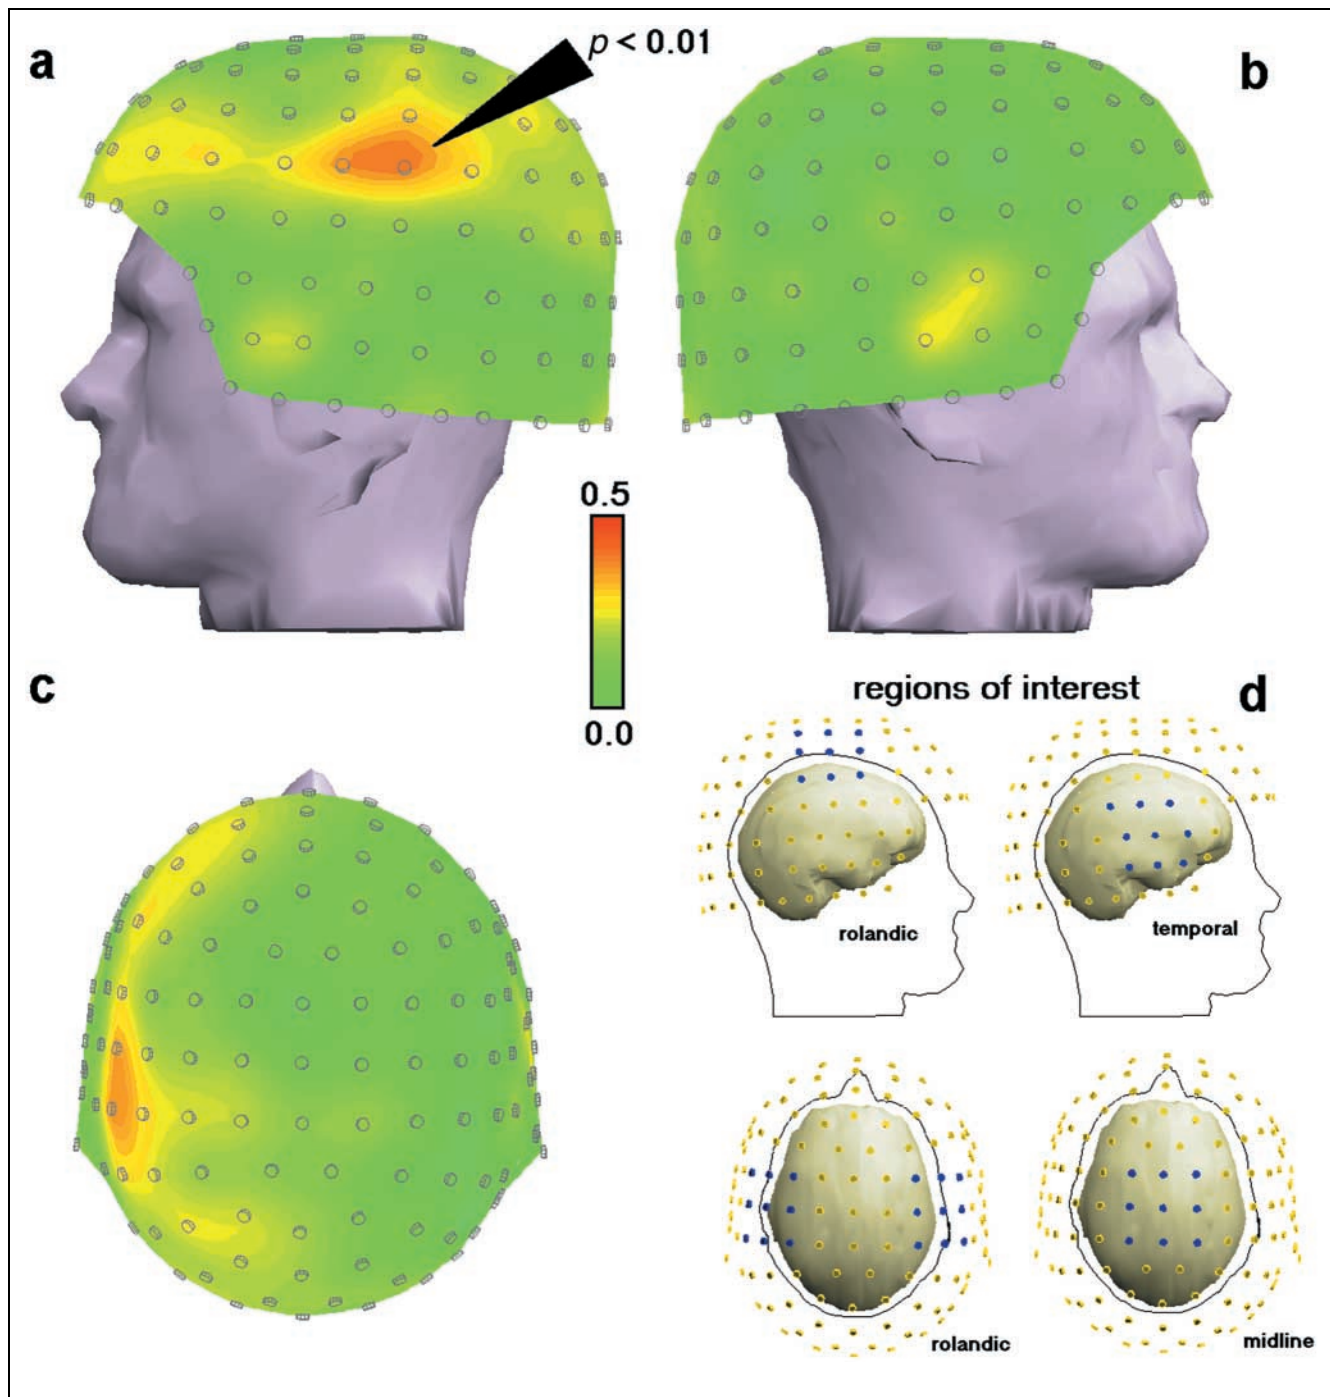 a
p < 0.01
b
0.5
0.0
c
regions of interest
d
rolandic
temporal
rolandic
midline